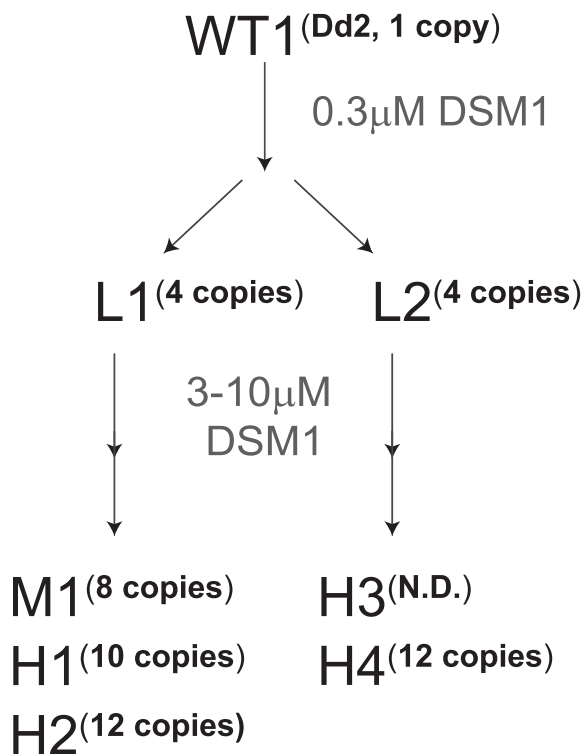 WT1(Dd2, 1 copy)
0.3μM DSM1
L1(4 copies) L2(4 copies)
3-10μM
DSM1
M1(8 copies) H3(N.D.)
H1(10 copies) H4(12 copies)
H2(12 copies)